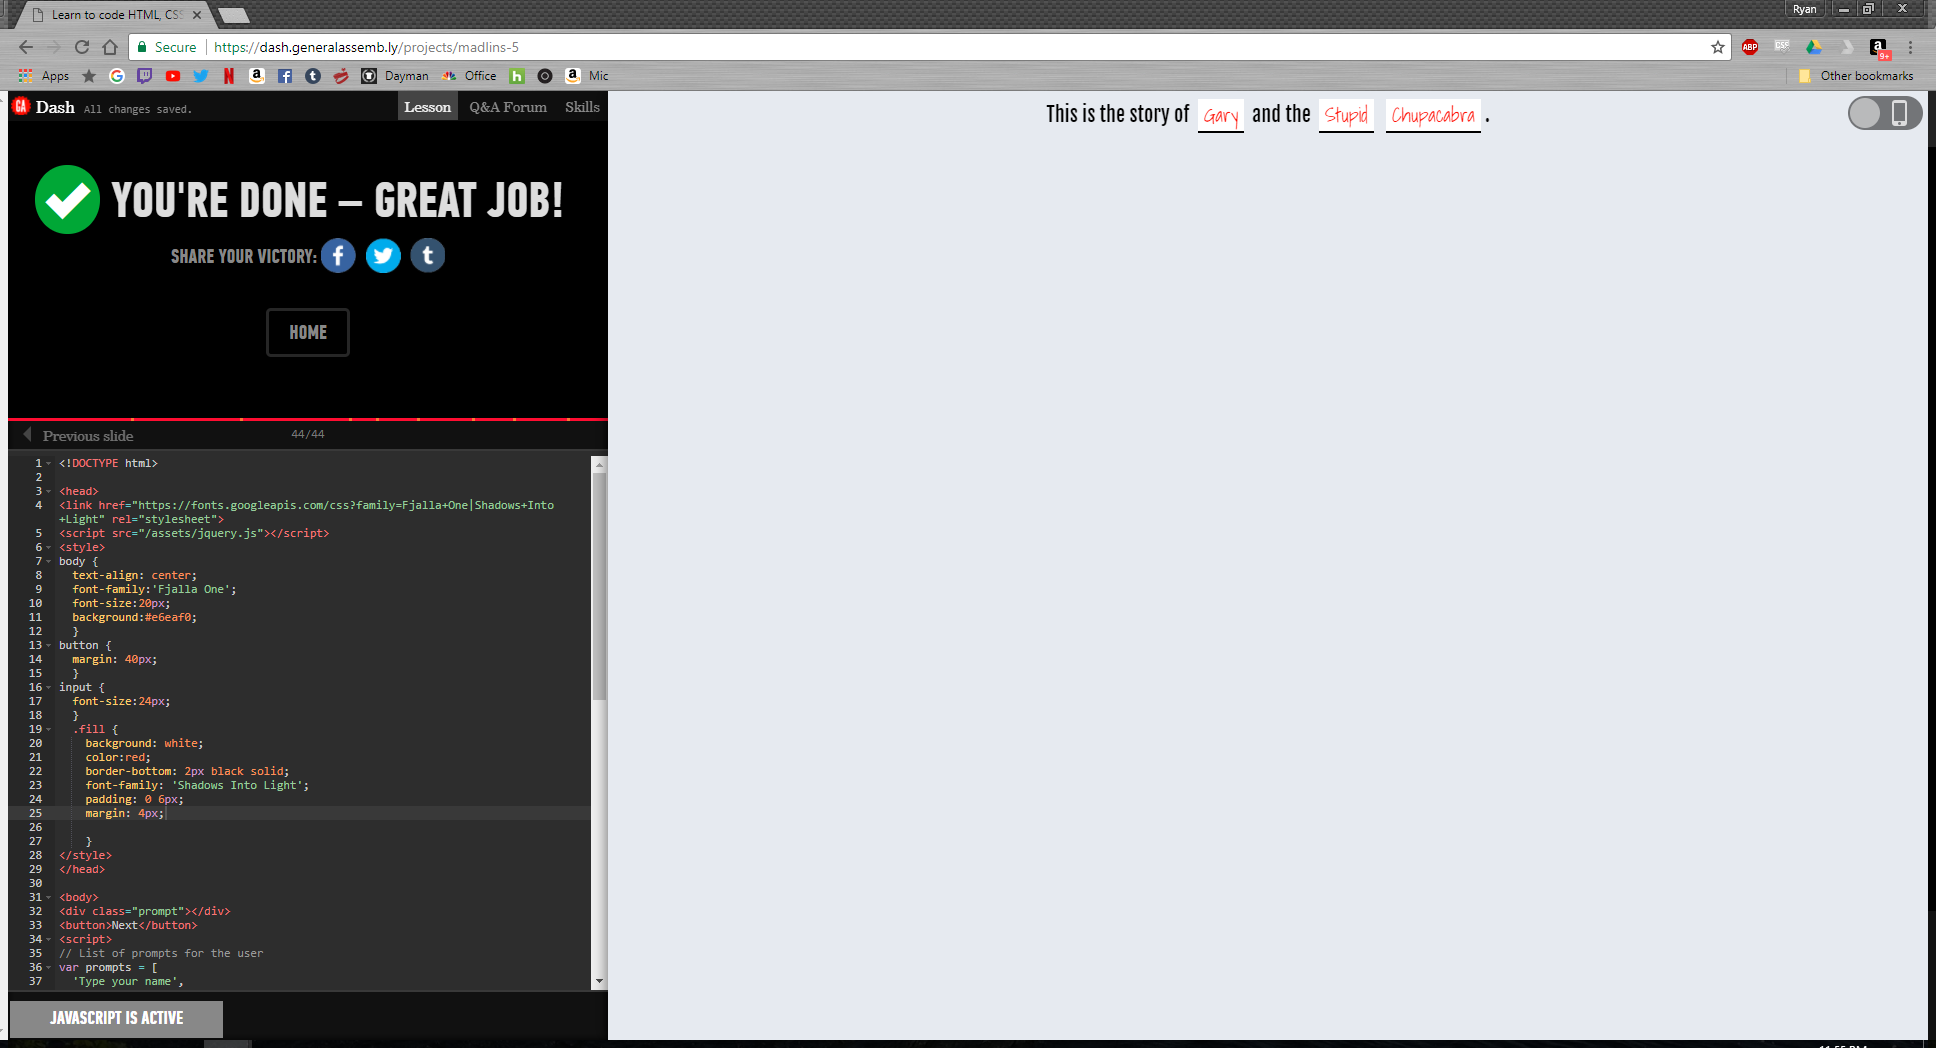 Learn to code HTML, CSS
Ryan
Secure
https://dash.generalassemb.ly/projects/madlins-5
ABP
9+
Apps
Dayman
Office
Mic
Other bookmarks
GA
Dash
All changes saved.
Lesson
Q&A Forum
Skills
YOU'RE DONE – GREAT JOB!
SHARE YOUR VICTORY:
HOME
Previous slide
44/44
1 <!DOCTYPE html>
2
3 <head>
4 <link href="https://fonts.googleapis.com/css?family=Fjalla+One|Shadows+Into
+Light" rel="stylesheet">
5 <script src="/assets/jquery.js"></script>
6 <style>
7 body {
8 text-align: center;
9 font-family:'Fjalla One';
10 font-size:20px;
11 background:#e6eaf0;
12 }
13 button {
14 margin: 40px;
15 }
16 input {
17 font-size:24px;
18 }
19 .fill {
20 background: white;
21 color:red;
22 border-bottom: 2px black solid;
23 font-family: 'Shadows Into Light';
24 padding: 0 6px;
25 margin: 4px;
26
27 }
28 </style>
29 </head>
30
31 <body>
32 <div class="prompt"></div>
33 <button>Next</button>
34 <script>
35 // List of prompts for the user
36 var prompts = [
37 'Type your name',
JAVASCRIPT IS ACTIVE
This is the story of Gary and the Stupid Chupacabra .